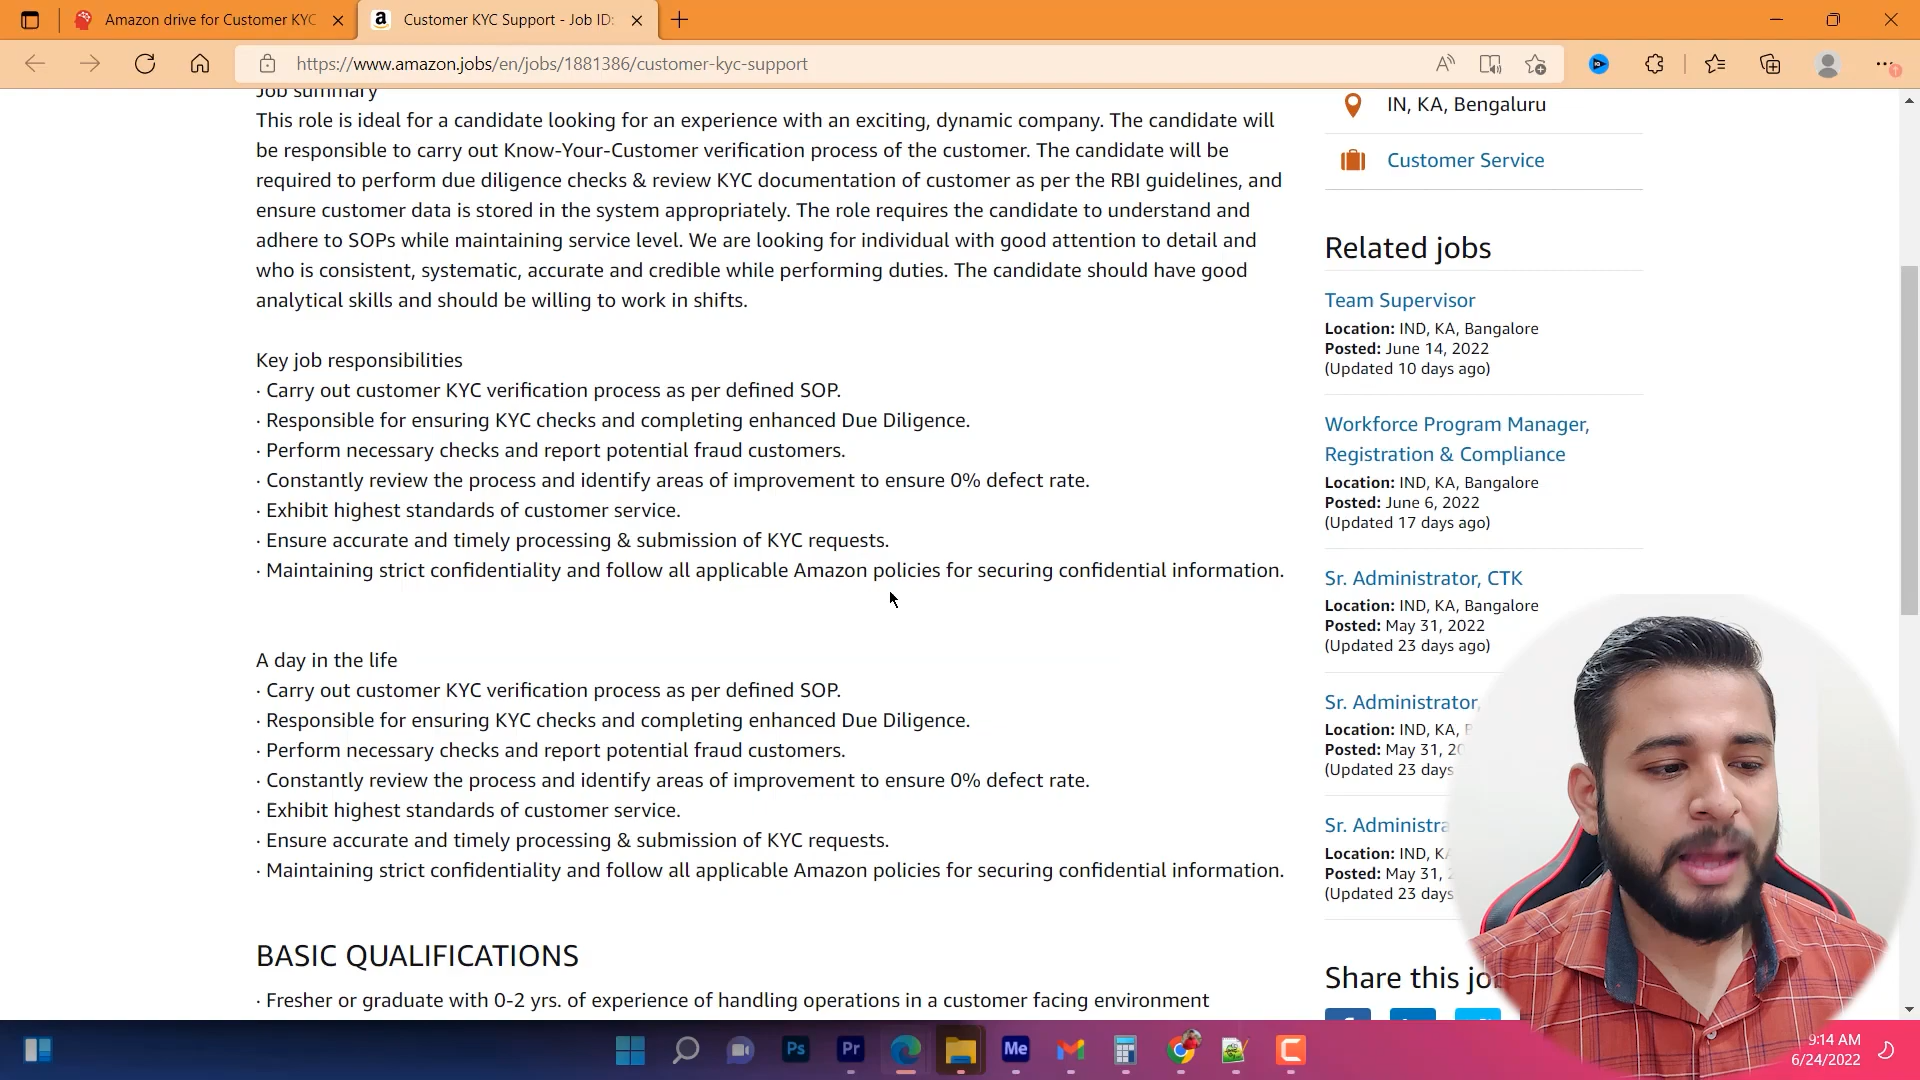 Amazon drive for Customer KYC
Customer KYC Support - Job ID:
https://www.amazon.jobs/en/jobs/1881386/customer-kyc-support
Job summary
This role is ideal for a candidate looking for an experience with an exciting, dynamic company. The candidate will
be responsible to carry out Know-Your-Customer verification process of the customer. The candidate will be
required to perform due diligence checks & review KYC documentation of customer as per the RBI guidelines, and
ensure customer data is stored in the system appropriately. The role requires the candidate to understand and
adhere to SOPs while maintaining service level. We are looking for individual with good attention to detail and
who is consistent, systematic, accurate and credible while performing duties. The candidate should have good
analytical skills and should be willing to work in shifts.
Key job responsibilities
· Carry out customer KYC verification process as per defined SOP.
· Responsible for ensuring KYC checks and completing enhanced Due Diligence.
· Perform necessary checks and report potential fraud customers.
· Constantly review the process and identify areas of improvement to ensure 0% defect rate.
· Exhibit highest standards of customer service.
· Ensure accurate and timely processing & submission of KYC requests.
· Maintaining strict confidentiality and follow all applicable Amazon policies for securing confidential information.
A day in the life
· Carry out customer KYC verification process as per defined SOP.
· Responsible for ensuring KYC checks and completing enhanced Due Diligence.
· Perform necessary checks and report potential fraud customers.
· Constantly review the process and identify areas of improvement to ensure 0% defect rate.
· Exhibit highest standards of customer service.
· Ensure accurate and timely processing & submission of KYC requests.
· Maintaining strict confidentiality and follow all applicable Amazon policies for securing confidential information.
BASIC QUALIFICATIONS
· Fresher or graduate with 0-2 yrs. of experience of handling operations in a customer facing environment
IN, KA, Bengaluru
Customer Service
Related jobs
Team Supervisor
Location: IND, KA, Bangalore
Posted: June 14, 2022
(Updated 10 days ago)
Workforce Program Manager,
Registration & Compliance
Location: IND, KA, Bangalore
Posted: June 6, 2022
(Updated 17 days ago)
Sr. Administrator, CTK
Location: IND, KA, Bangalore
Posted: May 31, 2022
(Updated 23 days ago)
Sr. Administrator,
Location: IND, KA,
Posted: May 31, 20
(Updated 23 days
Sr. Administra
Location: IND, KA
Posted: May 31,
(Updated 23 days
Share this jo
Ps
Pr
Me
9:14 AM
6/24/2022